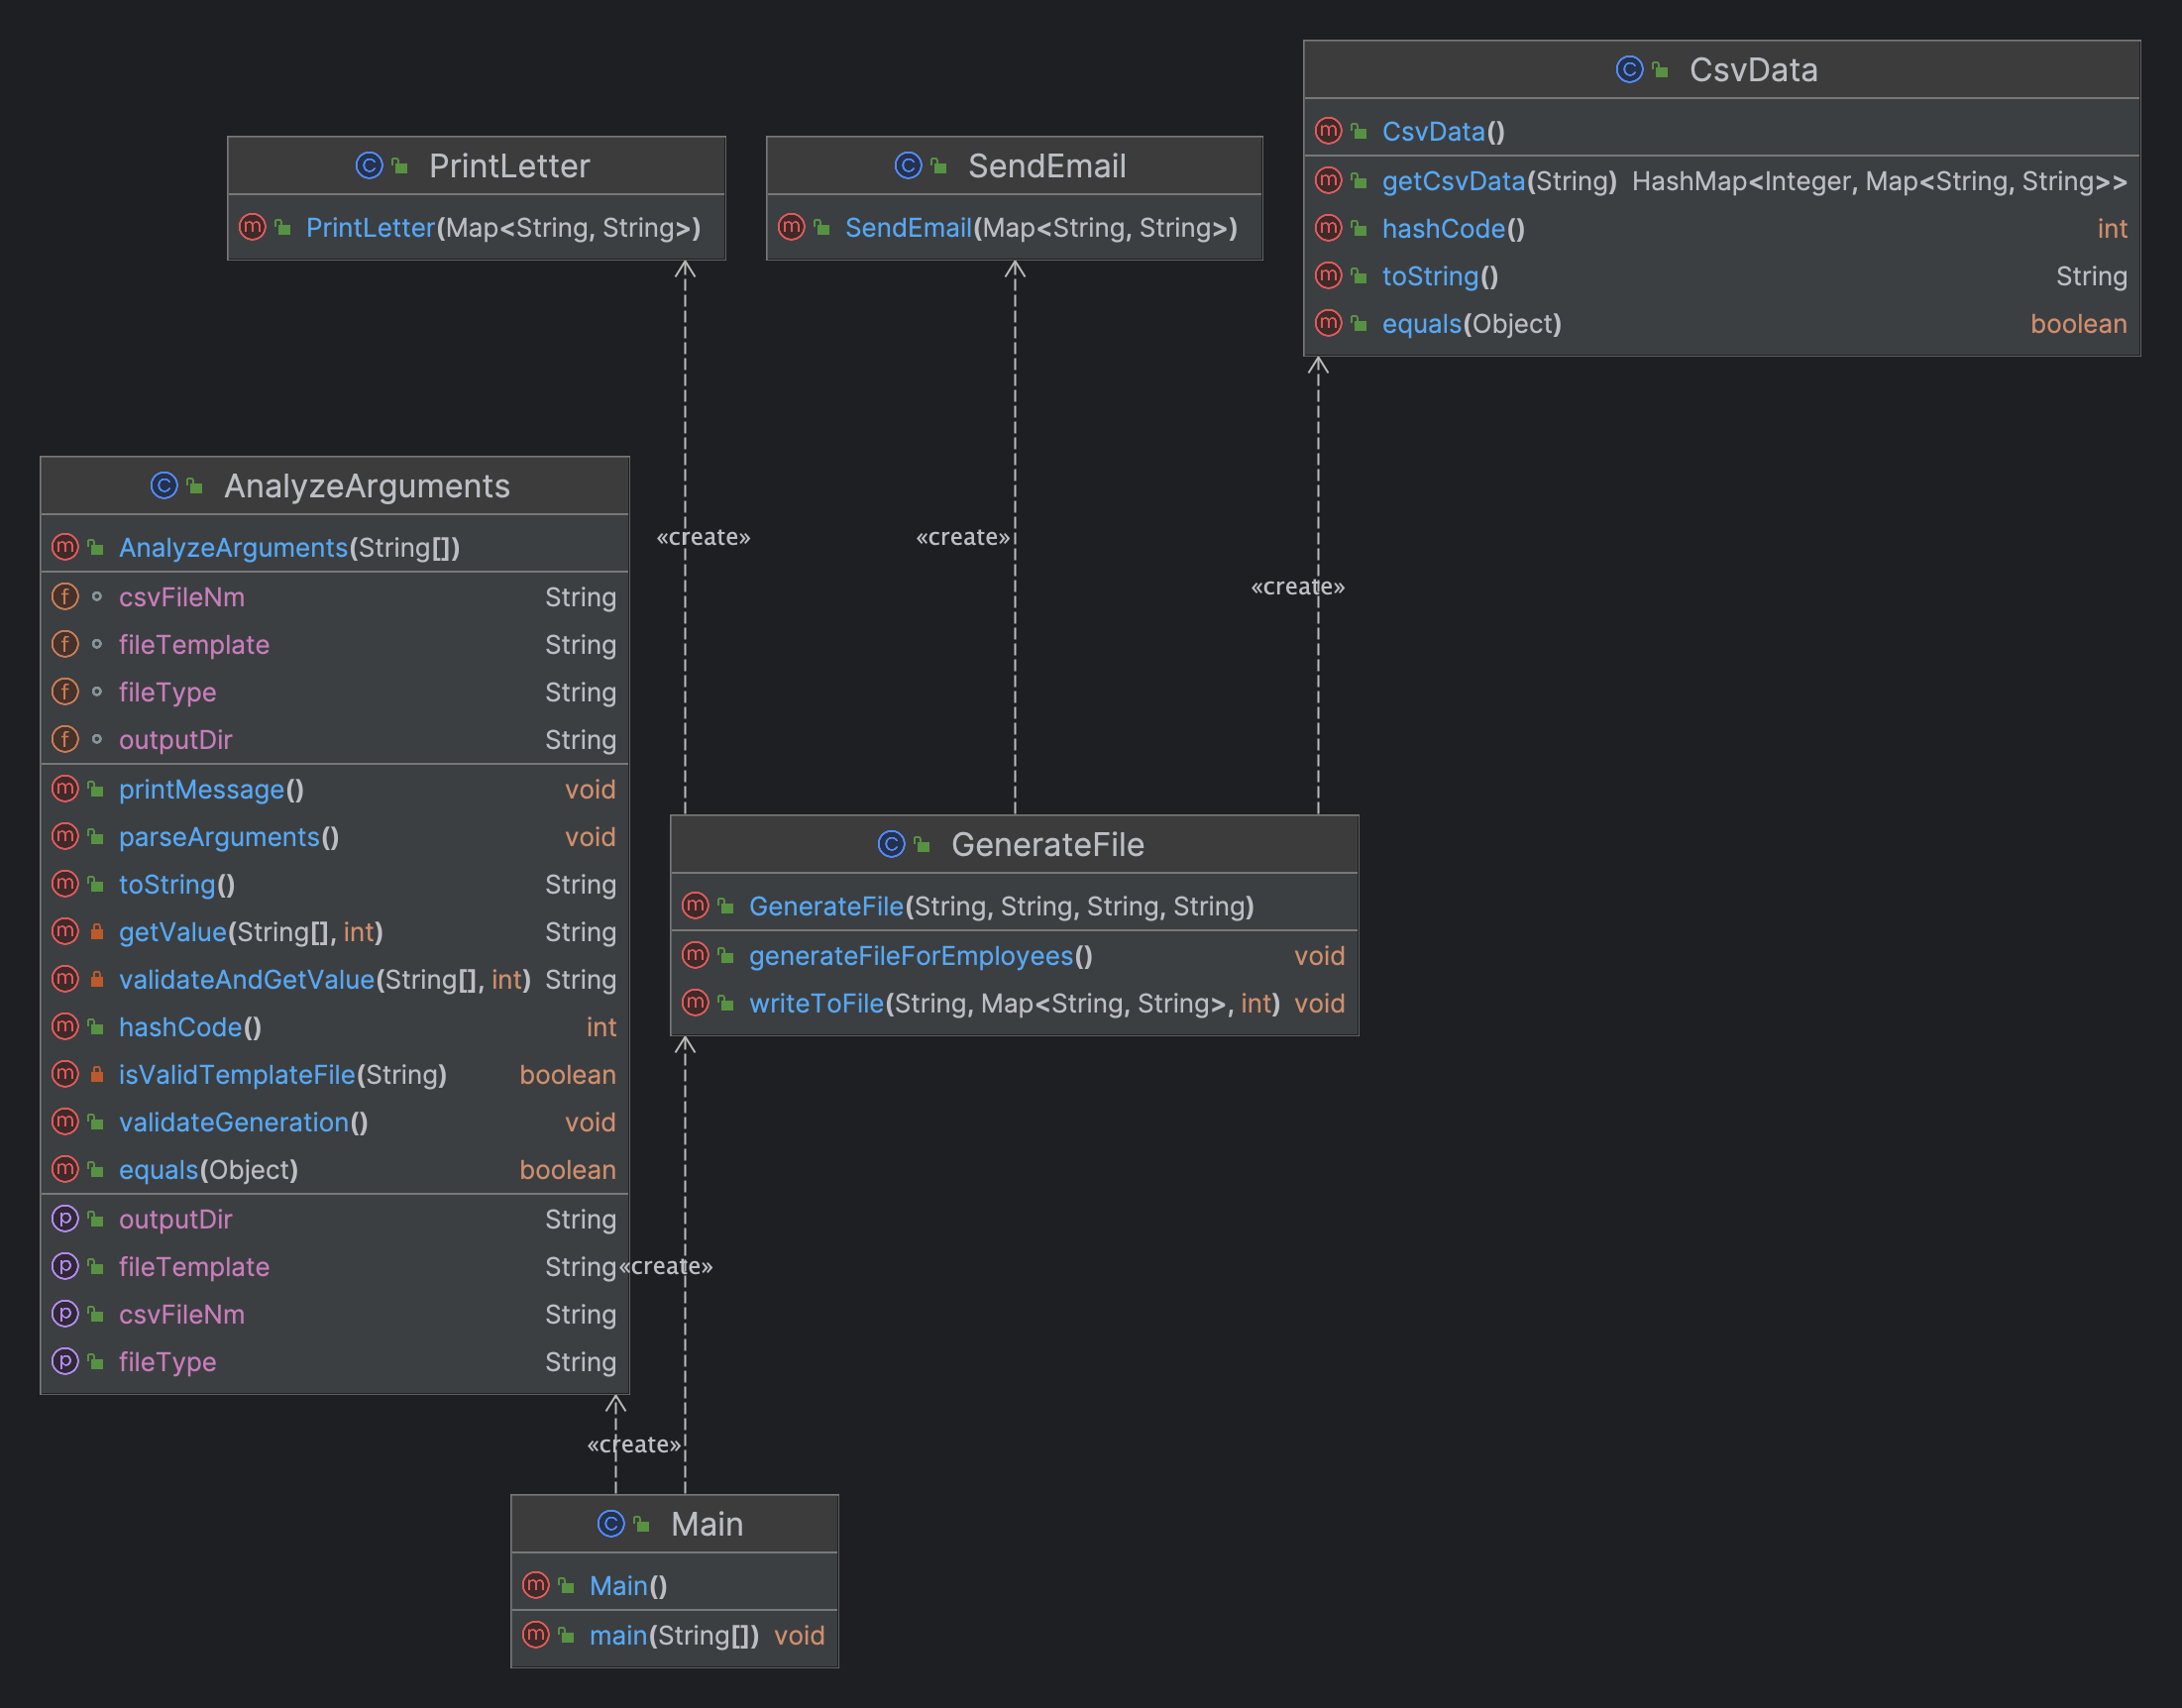 CsvData
CsvData()
getCsvData(String) HashMap<Integer, Map<String, String>>
hashCode() int
toString() String
equals(Object) boolean
PrintLetter
PrintLetter(Map<String, String>)
SendEmail
SendEmail(Map<String, String>)
«create»
«create»
«create»
AnalyzeArguments
AnalyzeArguments(String[])
csvFileNm String
fileTemplate String
fileType String
outputDir String
printMessage() void
parseArguments() void
toString() String
getValue(String[], int) String
validateAndGetValue(String[], int) String
hashCode() int
isValidTemplateFile(String) boolean
validateGeneration() void
equals(Object) boolean
outputDir String
fileTemplate String
csvFileNm String
fileType String
GenerateFile
GenerateFile(String, String, String, String)
generateFileForEmployees() void
writeToFile(String, Map<String, String>, int) void
«create»
«create»
Main
Main()
main(String[]) void